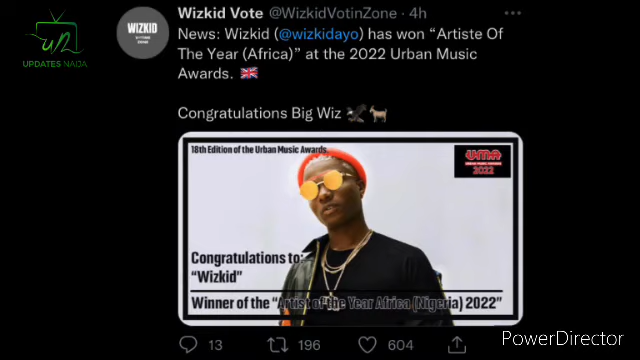 Wizkid Vote @WizkidVotinZone · 4h
WIZKID
UPDATES NAIJA
News: Wizkid (@wizkidayo) has won “Artiste Of
The Year (Africa)” at the 2022 Urban Music
Awards.
Congratulations Big Wiz
18th Edition of the Urban Music Awards
UMA
2022
Congratulations to:
“Wizkid”
Winner of the “Artist of the Year Africa (Nigeria) 2022”
13 196 604
PowerDirector